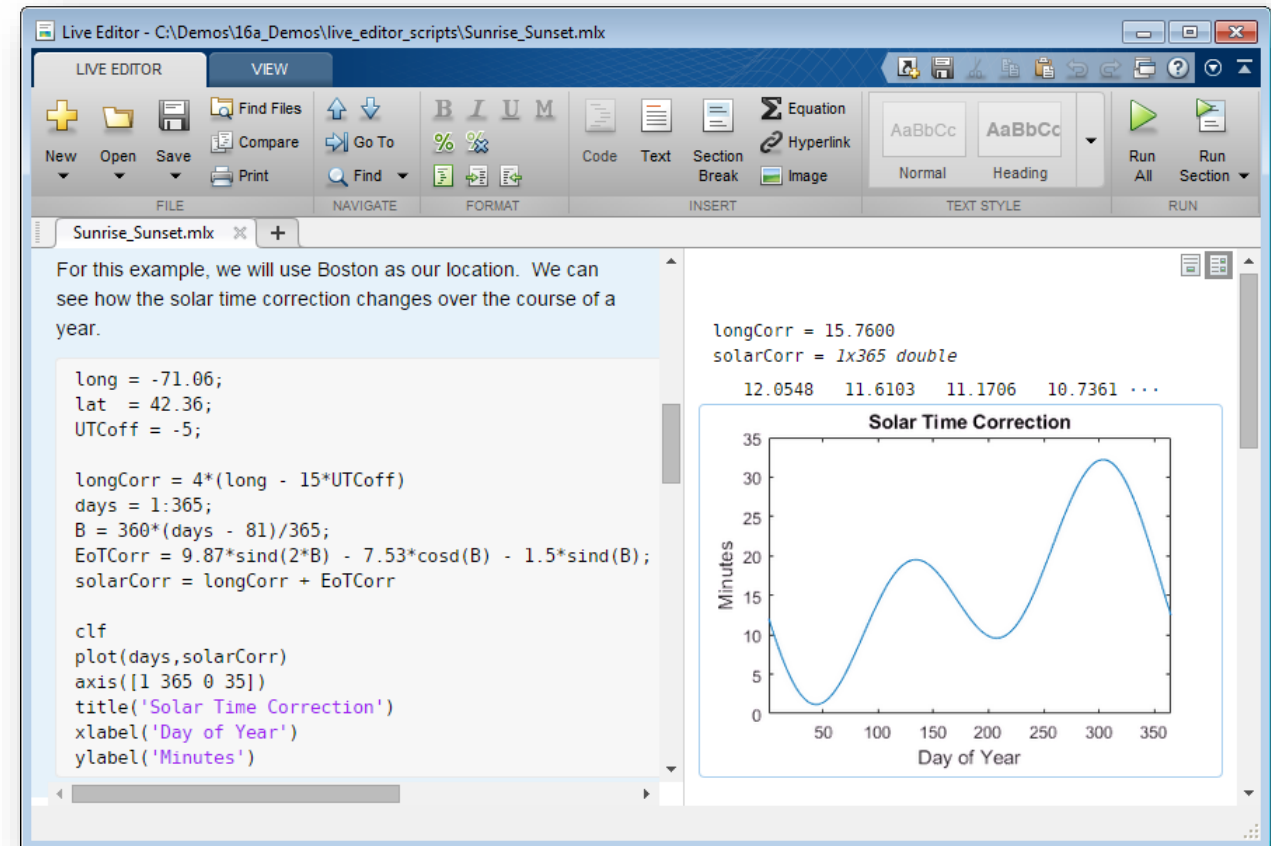 Live Editor - C:\Demos\16a_Demos\live_editor_scripts\Sunrise_Sunset.mlx
LIVE EDITOR VIEW
New Open Save
Find Files
Compare
Print
FILE
Go To
Find
NAVIGATE
B I U M
FORMAT
Code Text Section Break
Equation
Hyperlink
Image
INSERT
AaBbCc AaBbCc
Normal Heading
TEXT STYLE
Run All Run Section
RUN
Sunrise_Sunset.mlx
For this example, we will use Boston as our location. We can
see how the solar time correction changes over the course of a
year.
long = -71.06;
lat = 42.36;
UTCoff = -5;
longCorr = 4*(long - 15*UTCoff)
days = 1:365;
B = 360*(days - 81)/365;
EoTCorr = 9.87*sind(2*B) - 7.53*cosd(B) - 1.5*sind(B);
solarCorr = longCorr + EoTCorr
clf
plot(days,solarCorr)
axis([1 365 0 35])
title('Solar Time Correction')
xlabel('Day of Year')
ylabel('Minutes')
longCorr = 15.7600
solarCorr = 1x365 double
12.0548 11.6103 11.1706 10.7361 ···
Solar Time Correction
35
30
25
20
15
10
5
0
Minutes
50 100 150 200 250 300 350
Day of Year